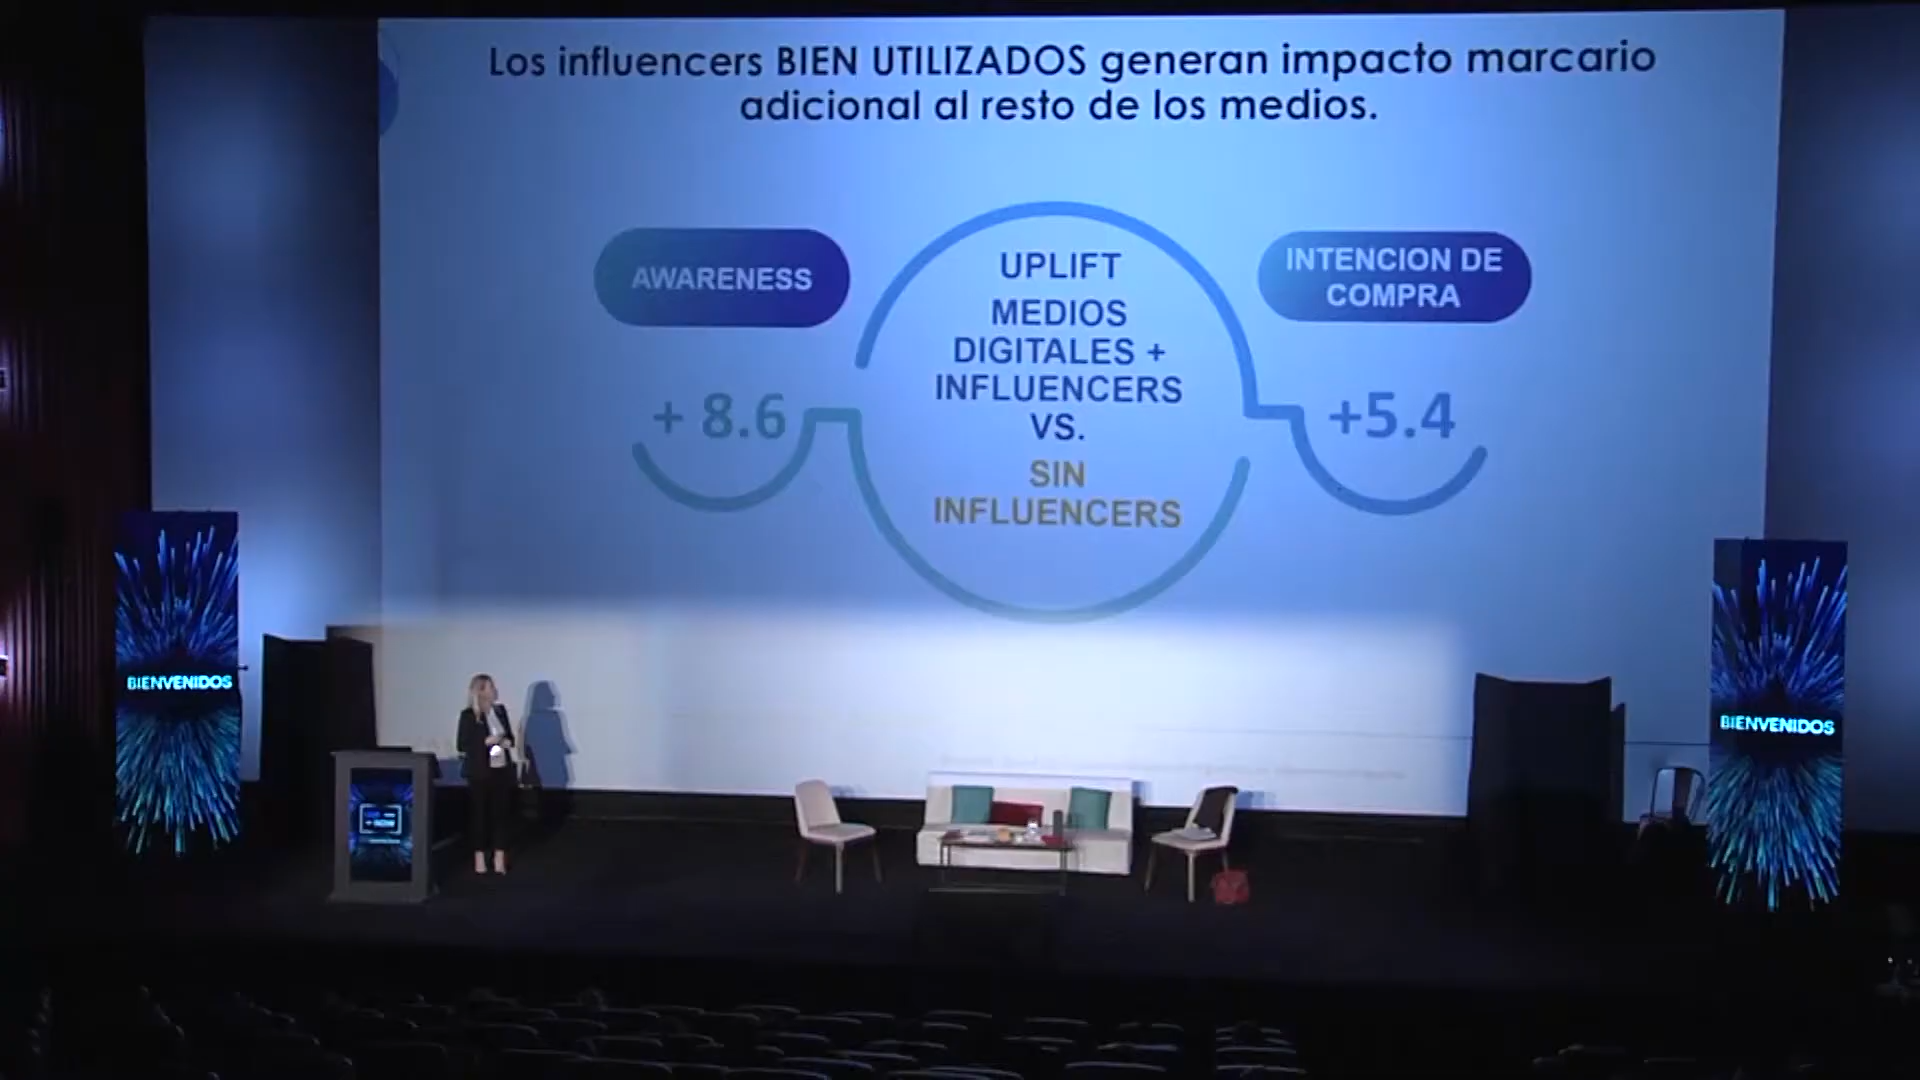 Los influencers BIEN UTILIZADOS generan impacto marcario
adicional al resto de los medios.
AWARENESS
+ 8.6
UPLIFT
MEDIOS
DIGITALES +
INFLUENCERS
VS.
SIN
INFLUENCERS
INTENCION DE
COMPRA
+5.4
BIENVENIDOS
BIENVENIDOS